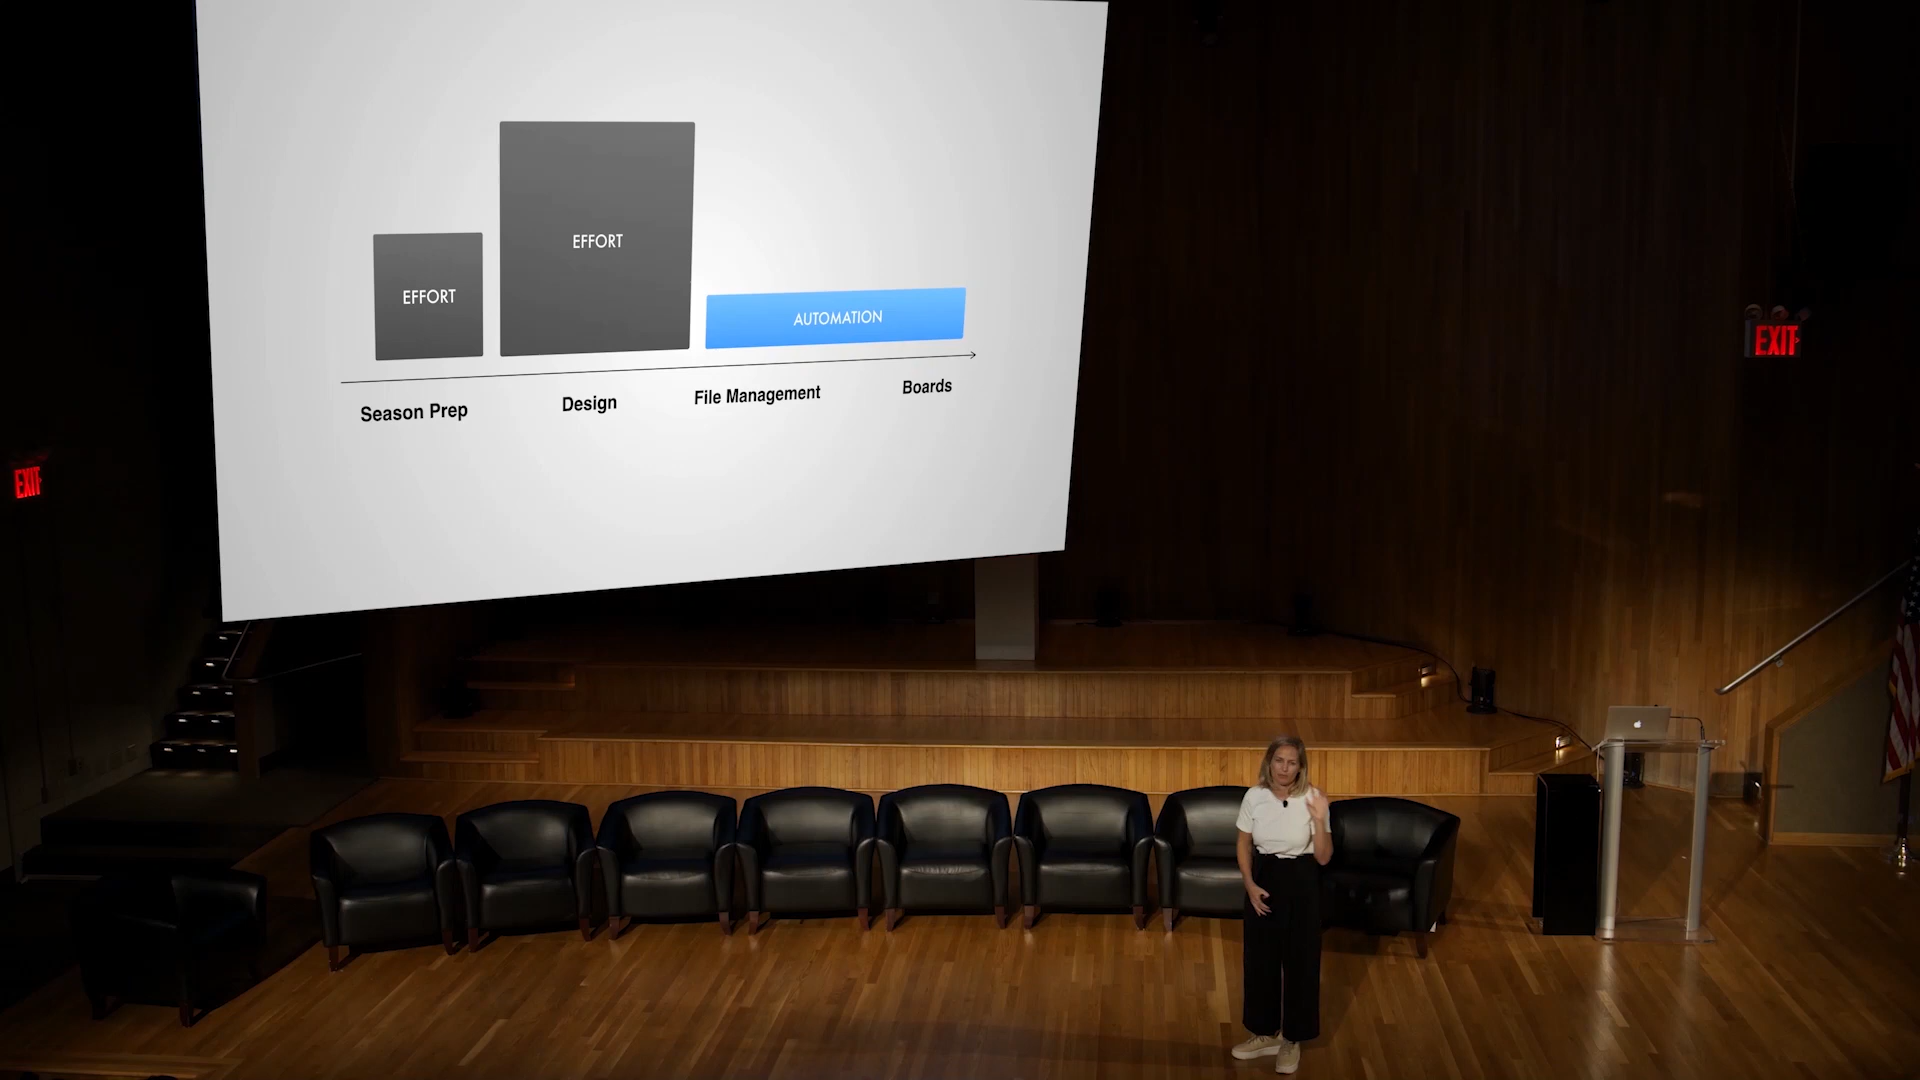 EFFORT
EFFORT
AUTOMATION
Season Prep
Design
File Management
Boards
EXIT
EXIT